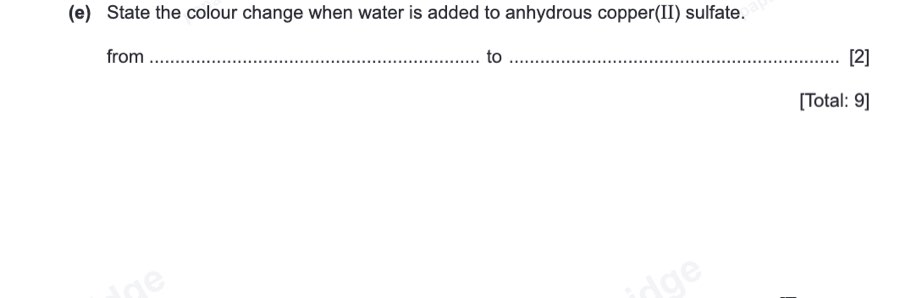 (e) State the colour change when water is added to anhydrous copper(II) sulfate.
from ................................................................. to ................................................................. [2]
[Total: 9]